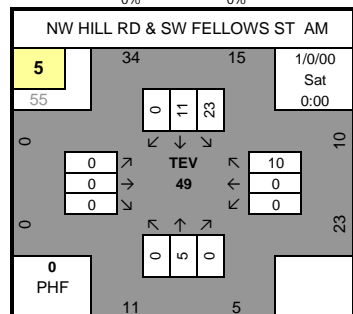 0% 0%
NW HILL RD & SW FELLOWS ST AM
5 34 15 1/0/00
55 Sat
0:00
0 11 23
↙ ↓ ↘
0 10
0 ↗ TEV ↖ 10
0 → 49 ← 0
0 ↘ ↙ 0
0 23
↖ ↑ ↗
0 5 0
0
PHF
11 5